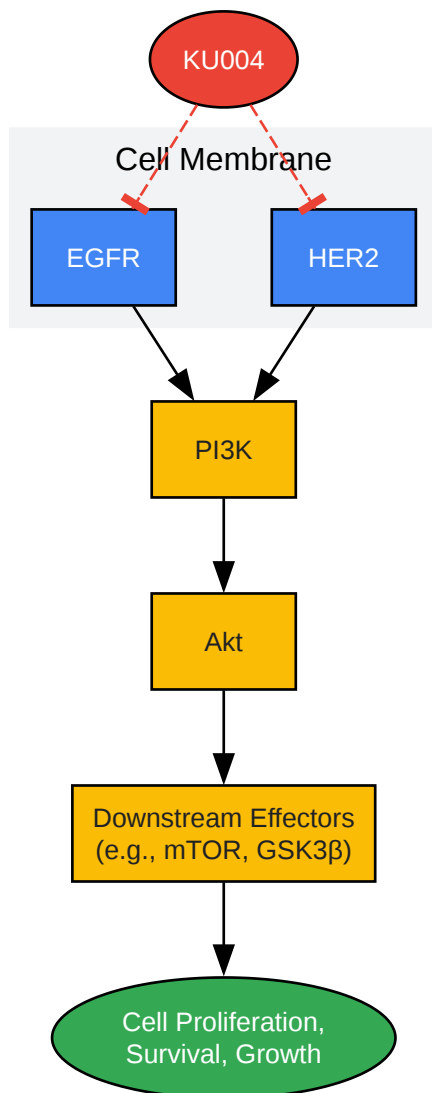 KU004
Cell Membrane
EGFR
HER2
PI3K
Akt
Downstream Effectors
(e.g., mTOR, GSK3β)
Cell Proliferation,
Survival, Growth